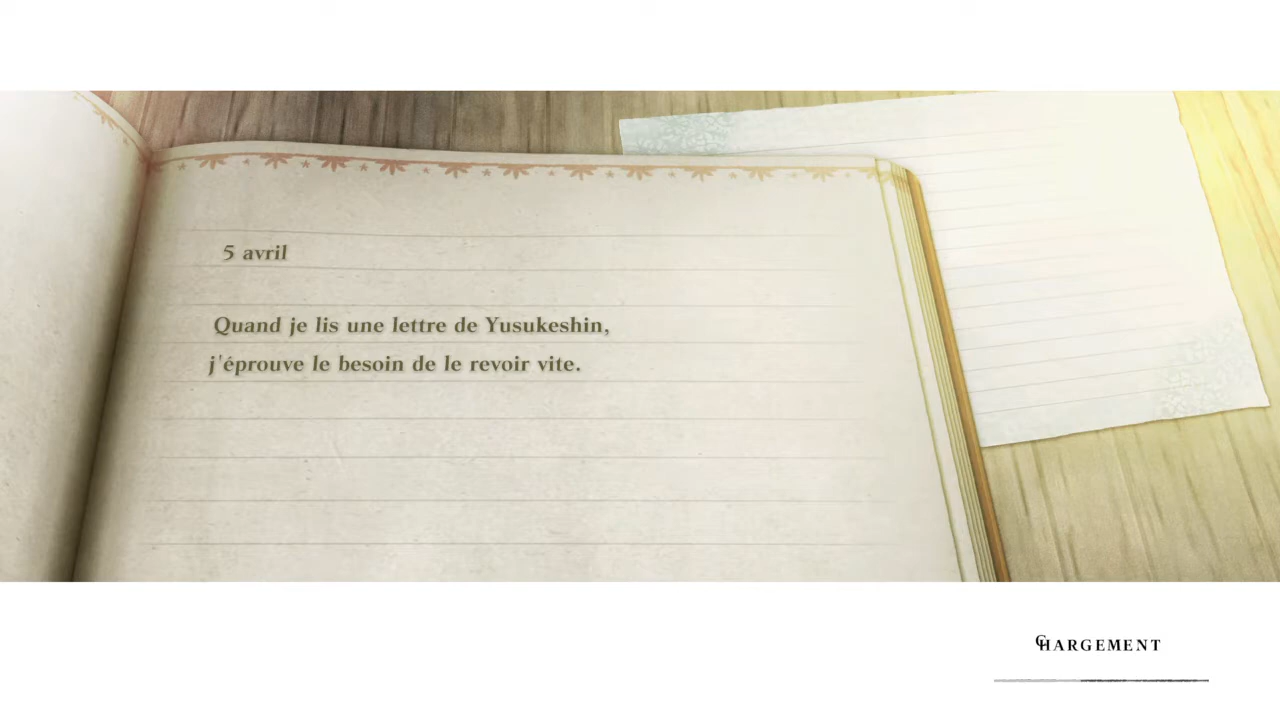 5 avril
Quand je lis une lettre de Yusukeshin,
j'éprouve le besoin de le revoir vite.
CHARGEMENT